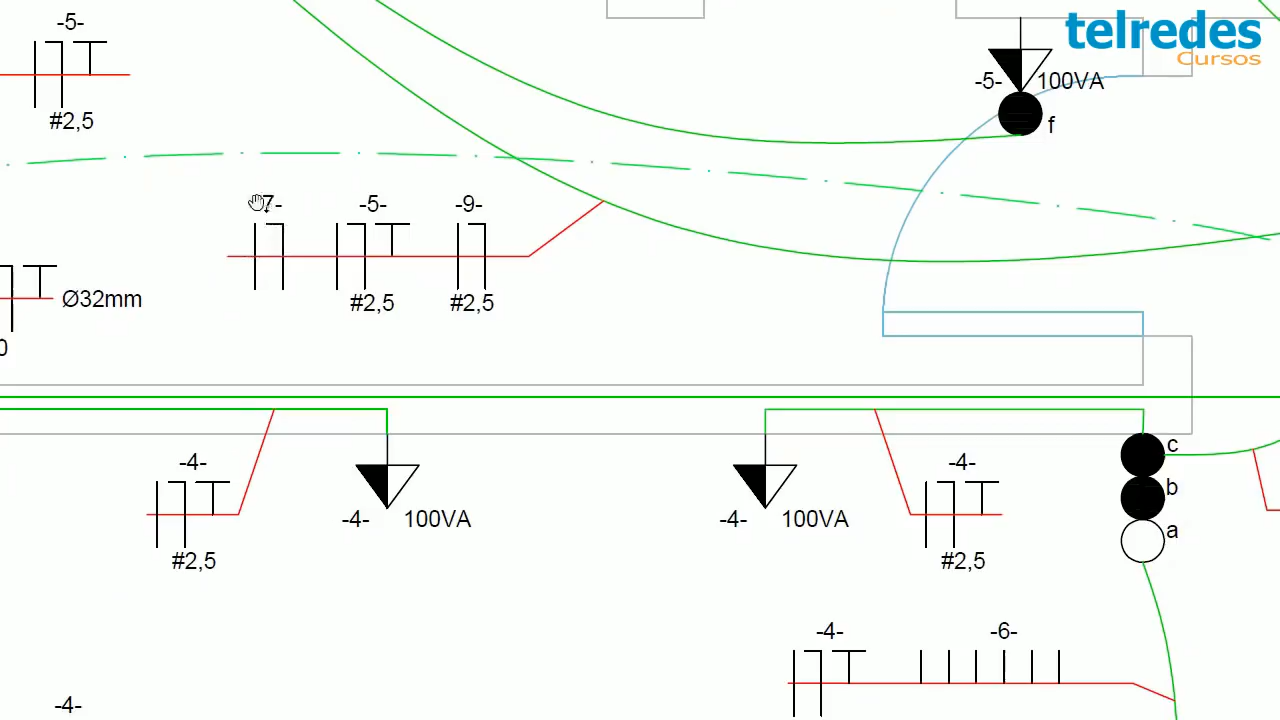 -5-
telredes
Cursos
-5-
100VA
#2,5
f
7-
-5-
-9-
Ø32mm
#2,5
#2,5
0
c
-4-
-4-
b
-4-
100VA
-4-
100VA
a
#2,5
#2,5
-4-
-6-
-4-